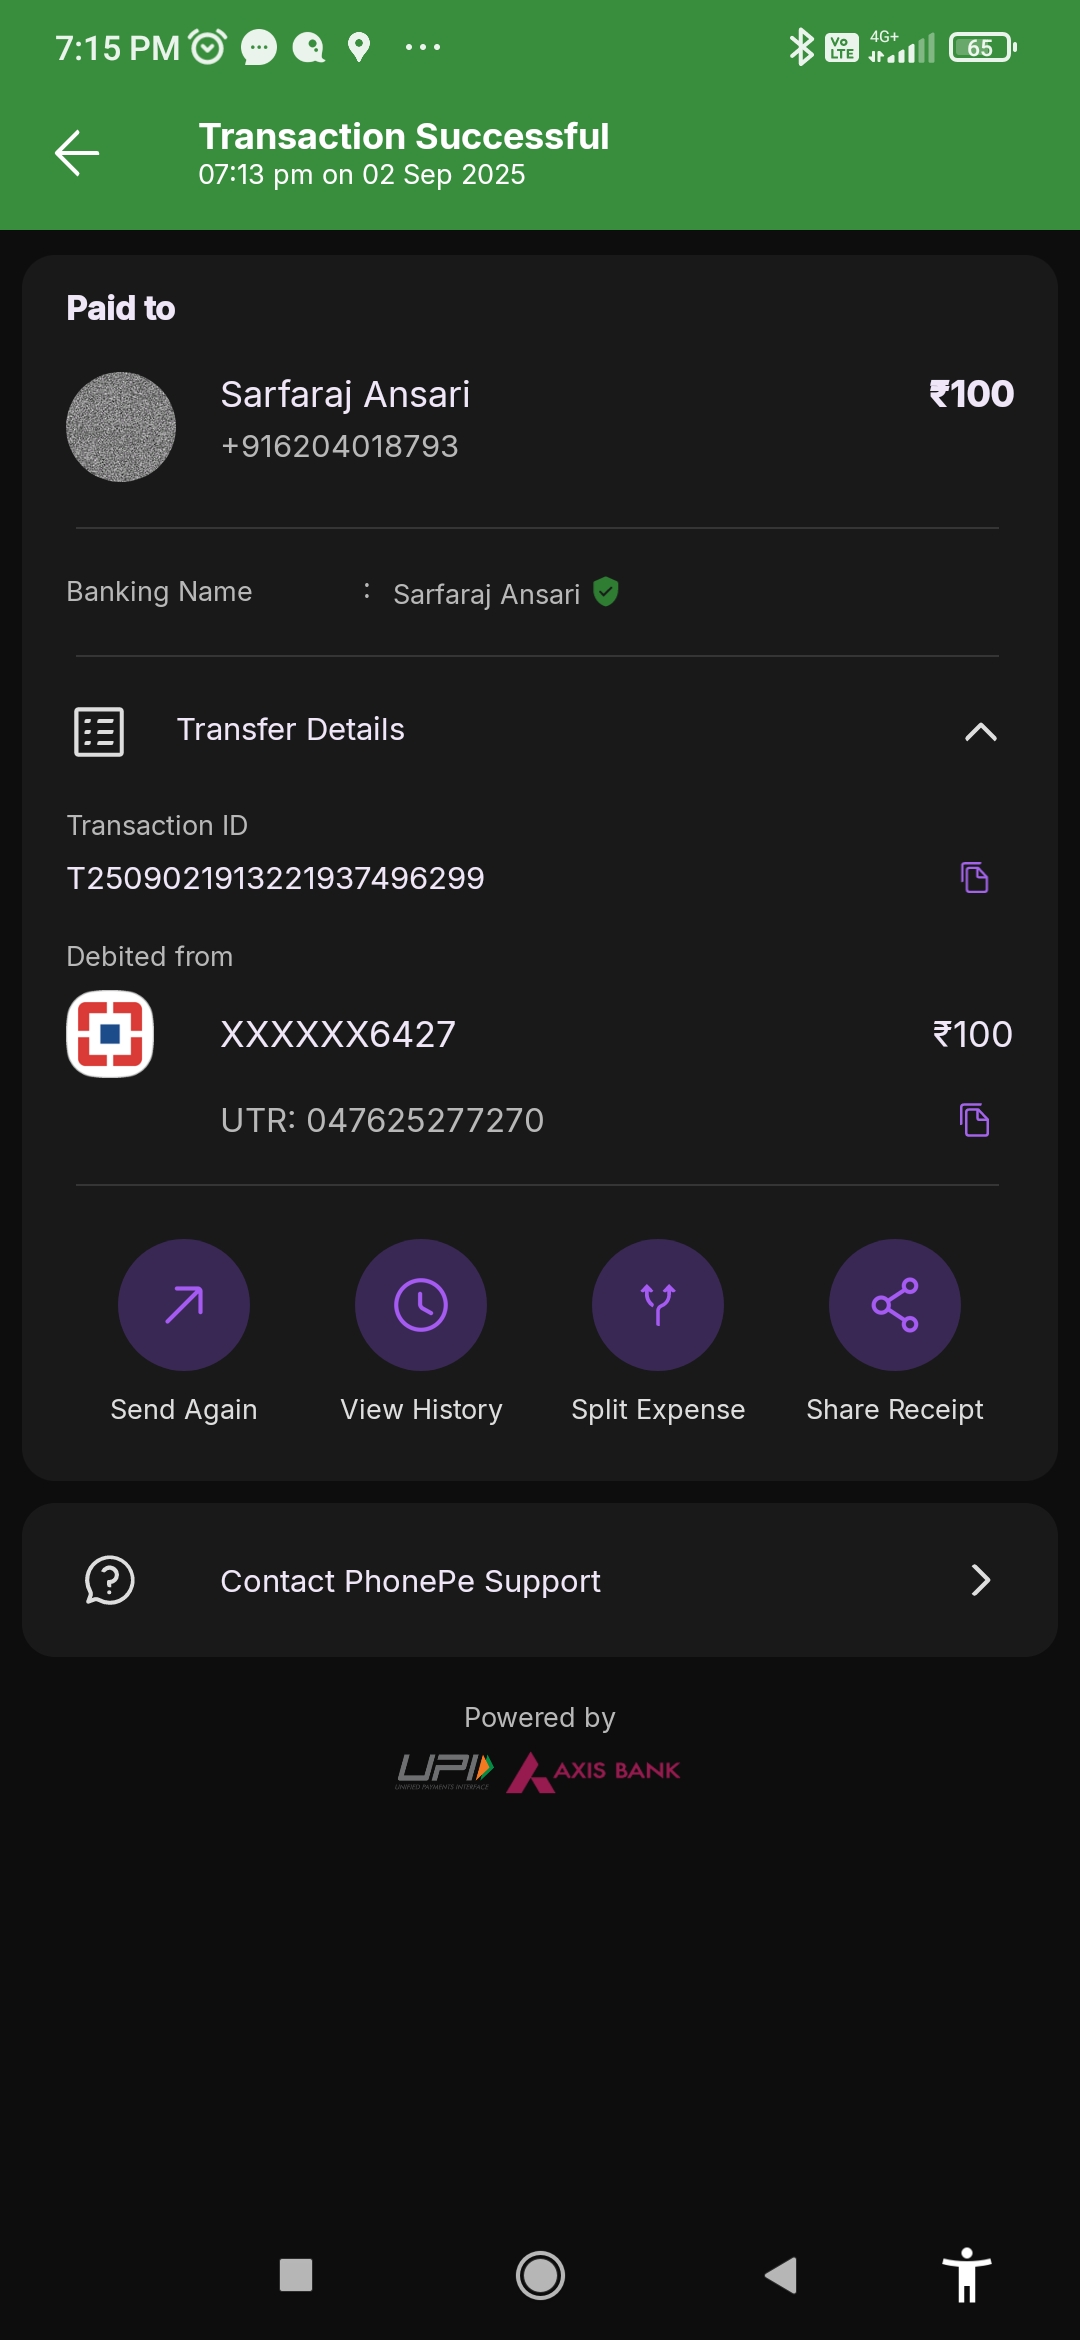 7:15 PM
Vo LTE
4G+
65
Transaction Successful
07:13 pm on 02 Sep 2025
Paid to
Sarfaraj Ansari ₹100
+916204018793
Banking Name : Sarfaraj Ansari
Transfer Details
Transaction ID
T2509021913221937496299
Debited from
XXXXXX6427 ₹100
UTR: 047625277270
Send Again View History Split Expense Share Receipt
Contact PhonePe Support
Powered by
UPI AXIS BANK
UNIFIED PAYMENTS INTERFACE